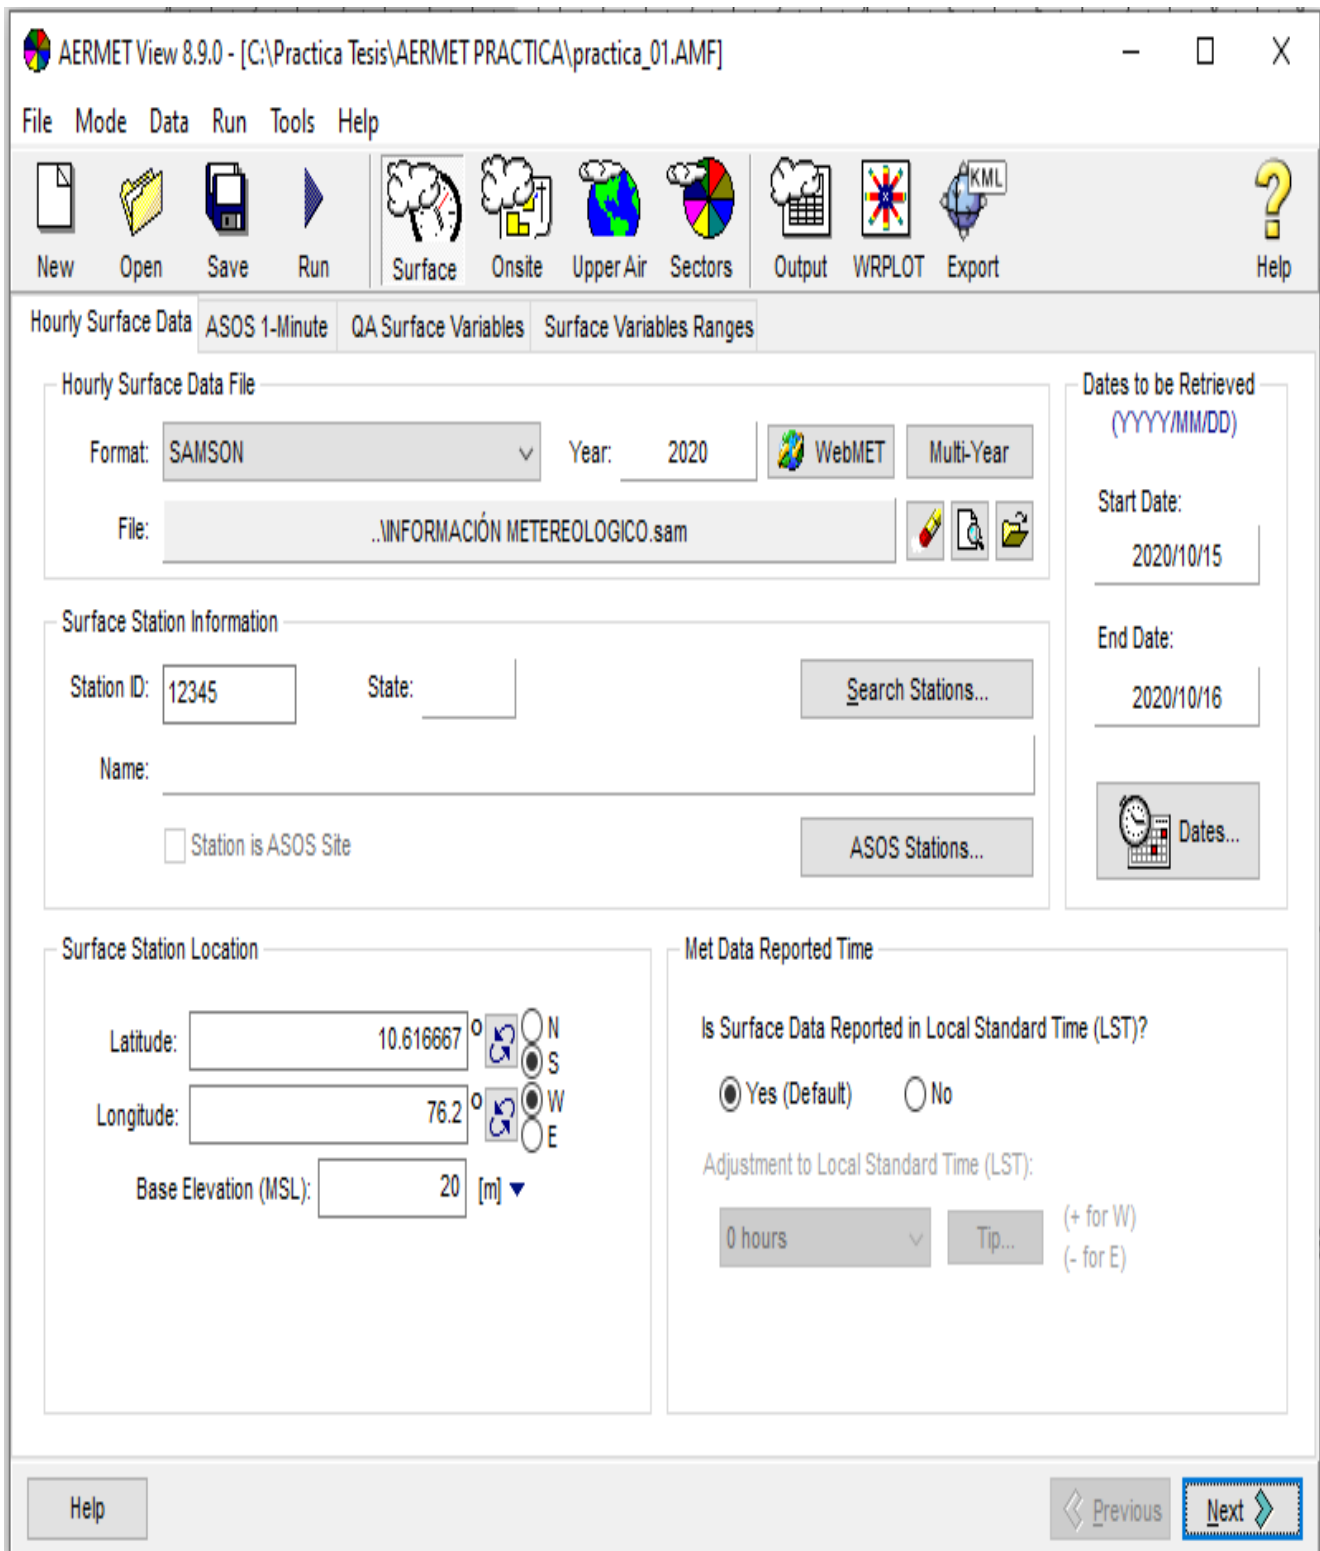 AERMET View 8.9.0 - [C:\Practica Tesis\AERMET PRACTICA\practica_01.AMF]
File Mode Data Run Tools Help
KML
New Open Save Run Surface Onsite Upper Air Sectors Output WRPLOT Export Help
Hourly Surface Data ASOS 1-Minute QA Surface Variables Surface Variables Ranges
Hourly Surface Data File
Format: SAMSON Year: 2020 WebMET Multi-Year
File: ..\INFORMACIÓN METEREOLOGICO.sam
Dates to be Retrieved
(YYYY/MM/DD)
Start Date:
2020/10/15
End Date:
2020/10/16
Dates...
Surface Station Information
Station ID: 12345 State: Search Stations...
Name:
Station is ASOS Site ASOS Stations...
Surface Station Location
Latitude: 10.616667 º N
S
Longitude: 76.2 º W
E
Base Elevation (MSL): 20 [m]
Met Data Reported Time
Is Surface Data Reported in Local Standard Time (LST)?
Yes (Default) No
Adjustment to Local Standard Time (LST):
0 hours Tip... (+ for W)
(- for E)
Help Previous Next